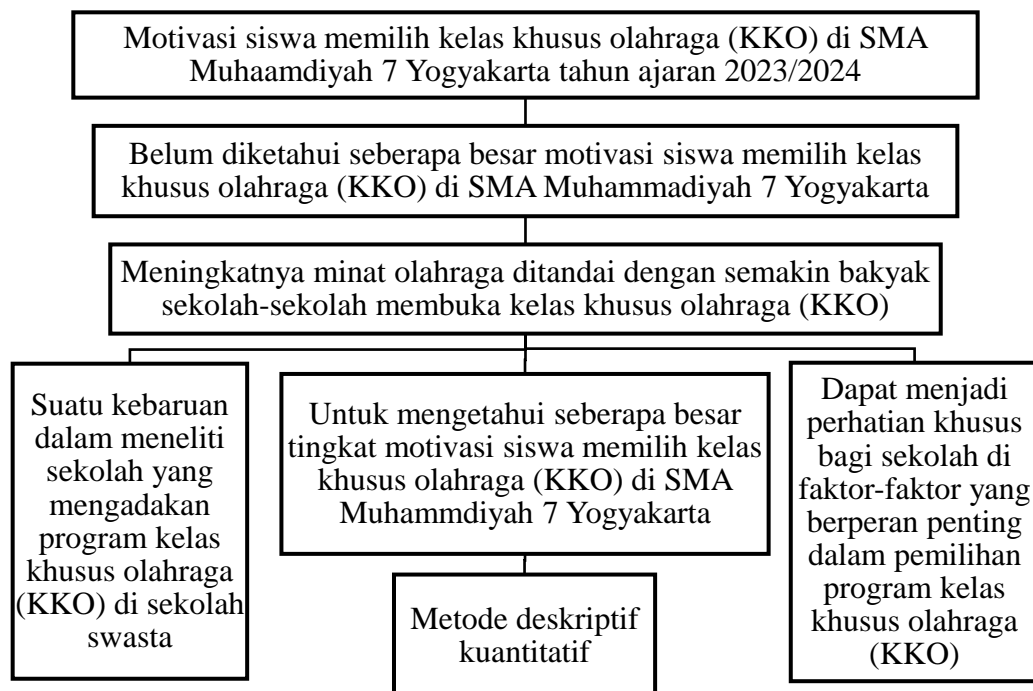 Motivasi siswa memilih kelas khusus olahraga (KKO) di SMA
Muhaamdiyah 7 Yogyakarta tahun ajaran 2023/2024
Belum diketahui seberapa besar motivasi siswa memilih kelas
khusus olahraga (KKO) di SMA Muhammadiyah 7 Yogyakarta
Meningkatnya minat olahraga ditandai dengan semakin bakyak
sekolah-sekolah membuka kelas khusus olahraga (KKO)
Suatu kebaruan
dalam meneliti
sekolah yang
mengadakan
program kelas
khusus olahraga
(KKO) di sekolah
swasta
Untuk mengetahui seberapa besar
tingkat motivasi siswa memilih kelas
khusus olahraga (KKO) di SMA
Muhammdiyah 7 Yogyakarta
Dapat menjadi
perhatian khusus
bagi sekolah di
faktor-faktor yang
berperan penting
dalam pemilihan
program kelas
khusus olahraga
(KKO)
Metode deskriptif
kuantitatif